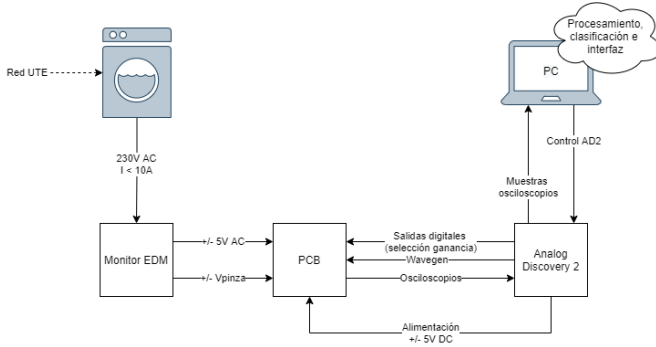 Procesamiento,
clasificación e
interfaz
PC
Red UTE
230V AC
I < 10A
Control AD2
Muestras
osciloscopios
Monitor EDM
+/- 5V AC
+/- Vpinza
PCB
Salidas digitales
(selección ganancia)
Wavegen
Osciloscopios
Analog
Discovery 2
Alimentación
+/- 5V DC